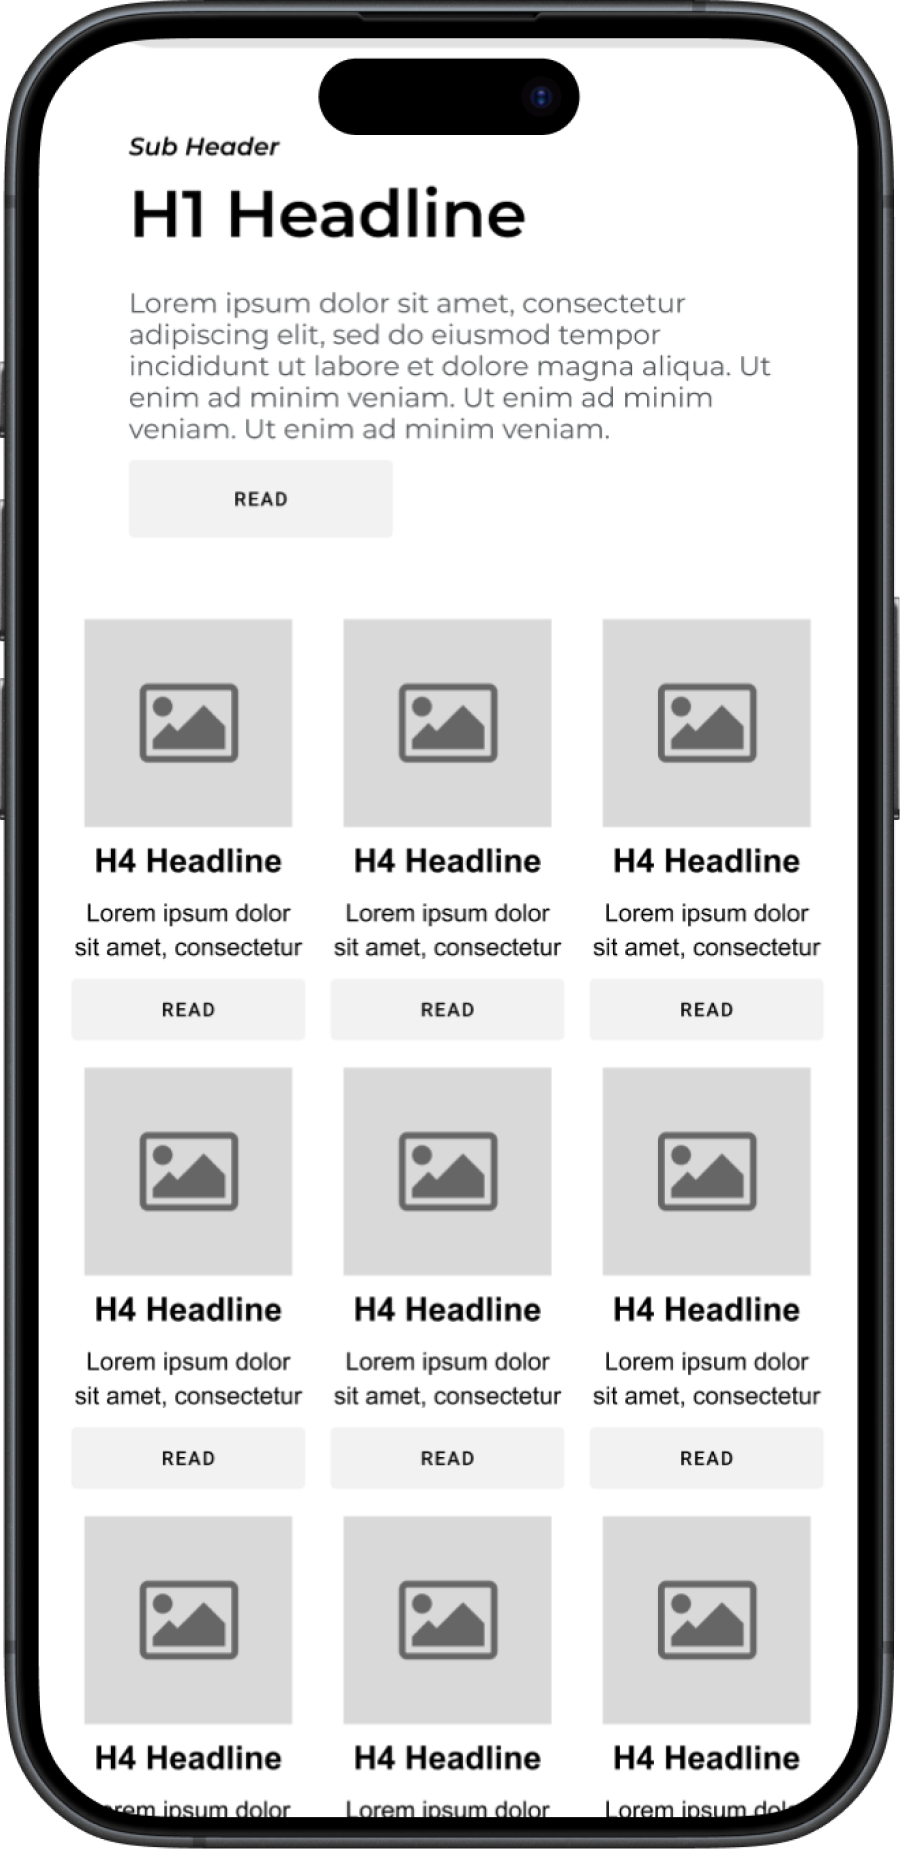 Sub Header
H1 Headline
Lorem ipsum dolor sit amet, consectetur
adipiscing elit, sed do eiusmod tempor
incididunt ut labore et dolore magna aliqua. Ut
enim ad minim veniam. Ut enim ad minim
veniam. Ut enim ad minim veniam.
READ
H4 Headline
Lorem ipsum dolor
sit amet, consectetur
READ
H4 Headline
Lorem ipsum dolor
sit amet, consectetur
READ
H4 Headline
Lorem ipsum dolor
sit amet, consectetur
READ
H4 Headline
Lorem ipsum dolor
sit amet, consectetur
READ
H4 Headline
Lorem ipsum dolor
sit amet, consectetur
READ
H4 Headline
Lorem ipsum dolor
sit amet, consectetur
READ
H4 Headline
ipsum dolor
H4 Headline
Lorem ipsum dolor
H4 Headline
Lorem ipsum